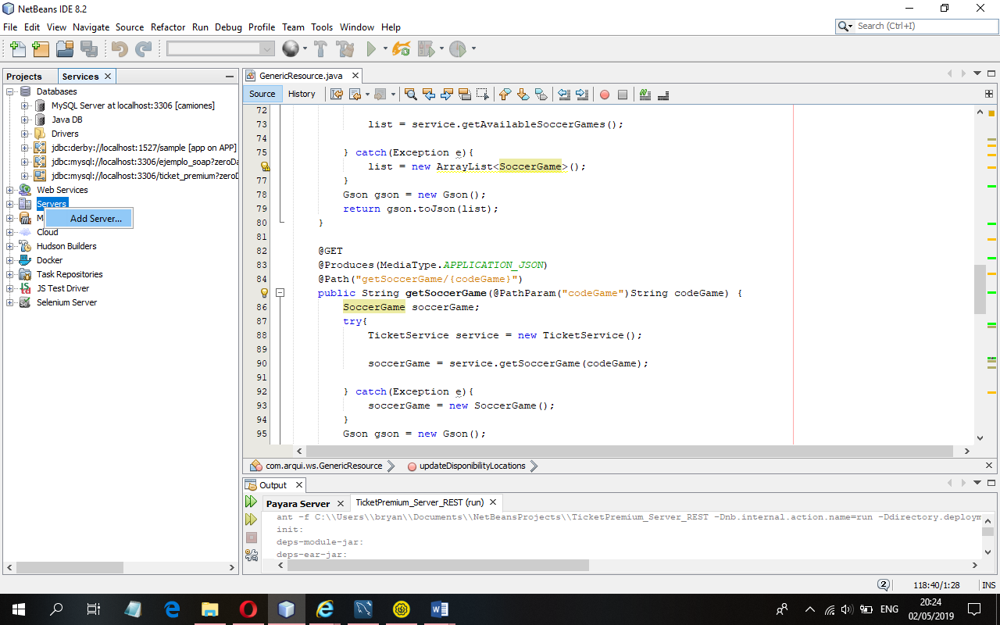 NetBeans IDE 8.2
File Edit View Navigate Source Refactor Run Debug Profile Team Tools Window Help
Search (Ctrl+I)
Projects Services
Databases
MySQL Server at localhost:3306 [camiones]
Java DB
Drivers
jdbc:derby://localhost:1527/sample [app on APP]
jdbc:mysql://localhost:3306/ejemplo_soap?zeroDa
jdbc:mysql://localhost:3306/ticket_premium?zeroD
Web Services
Servers
M
Add Server...
Cloud
Hudson Builders
Docker
Task Repositories
JS Test Driver
Selenium Server
GenericResource.java
Source History
72
73 list = service.getAvailableSoccerGames();
74
75 } catch(Exception e){
list = new ArrayList<SoccerGame>();
77 }
78 Gson gson = new Gson();
79 return gson.toJson(list);
80 }
81
82 @GET
83 @Produces(MediaType.APPLICATION_JSON)
84 @Path("getSoccerGame/{codeGame}")
public String getSoccerGame(@PathParam("codeGame")String codeGame) {
86 SoccerGame soccerGame;
87 try{
88 TicketService service = new TicketService();
89
90 soccerGame = service.getSoccerGame(codeGame);
91
92 } catch(Exception e){
93 soccerGame = new SoccerGame();
94 }
95 Gson gson = new Gson();
com.arqui.ws.GenericResource updateDisponibilityLocations
Output
Payara Server TicketPremium_Server_REST (run)
ant -f C:\\Users\\bryan\\Documents\\NetBeansProjects\\TicketPremium_Server_REST -Dnb.internal.action.name=run -Ddirectory.deploym
init:
deps-module-jar:
deps-ear-jar:
2 118:40/1:28 INS
ENG
20:24
02/05/2019